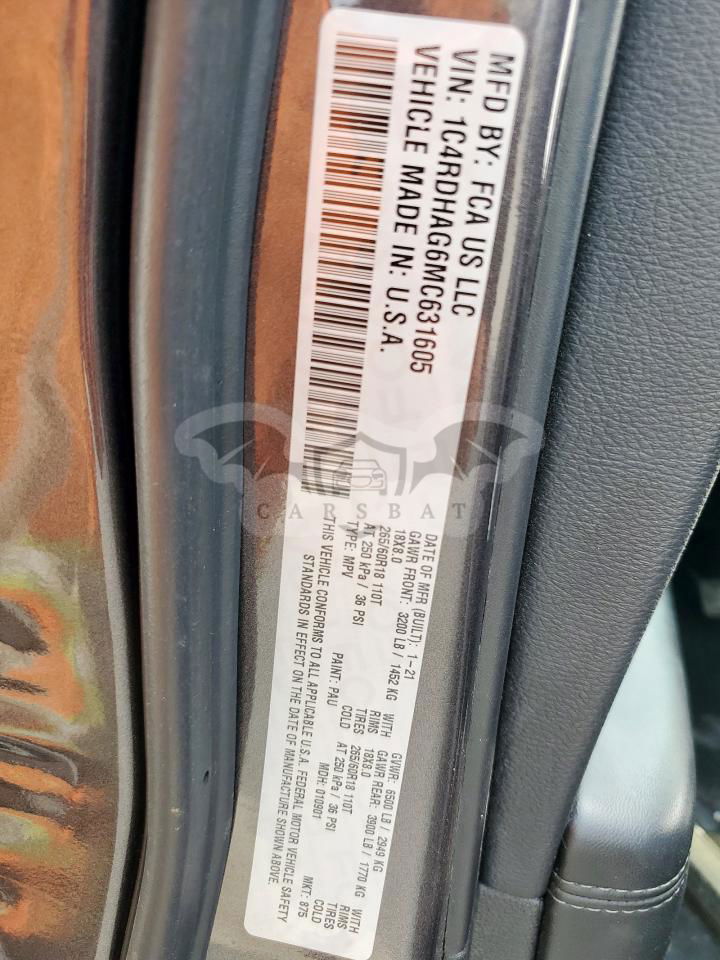 MFD BY: FCA US LLC
VIN: 1C4RDHAG6MC631605
VEHICLE MADE IN: U.S.A.
DATE OF MFR (BUILT): 1-21 GVWR: 6500 LB / 2949 KG
GAWR FRONT: 3200 LB / 1452 KG WITH GAWR REAR: 3900 LB / 1770 KG WITH
18X8.0 RIMS 18X8.0 RIMS
265/60R18 110T TIRES 265/60R18 110T TIRES
AT 250 kPa / 36 PSI COLD AT 250 kPa / 36 PSI COLD
TYPE: MPV PAINT: PAU MDH: 010901 MKT: 875
THIS VEHICLE CONFORMS TO ALL APPLICABLE U.S.A. FEDERAL MOTOR VEHICLE SAFETY
STANDARDS IN EFFECT ON THE DATE OF MANUFACTURE SHOWN ABOVE.
CARSBAT